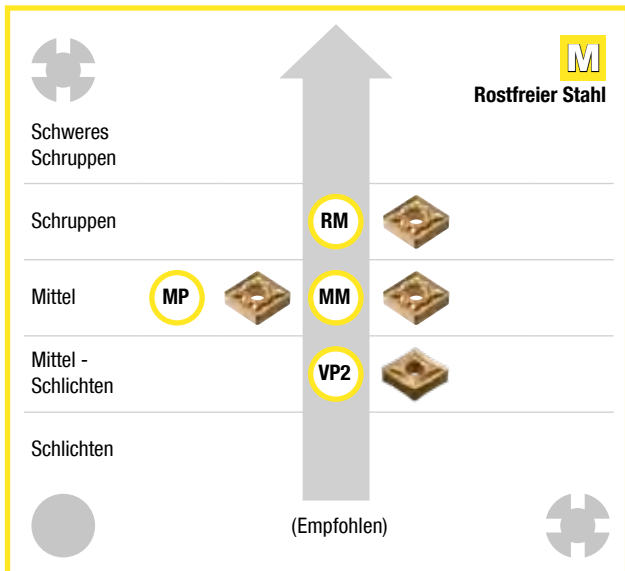 M
Rostfreier Stahl
Schweres
Schruppen
Schruppen
RM
Mittel
MP
MM
Mittel -
Schlichten
VP2
Schlichten
(Empfohlen)